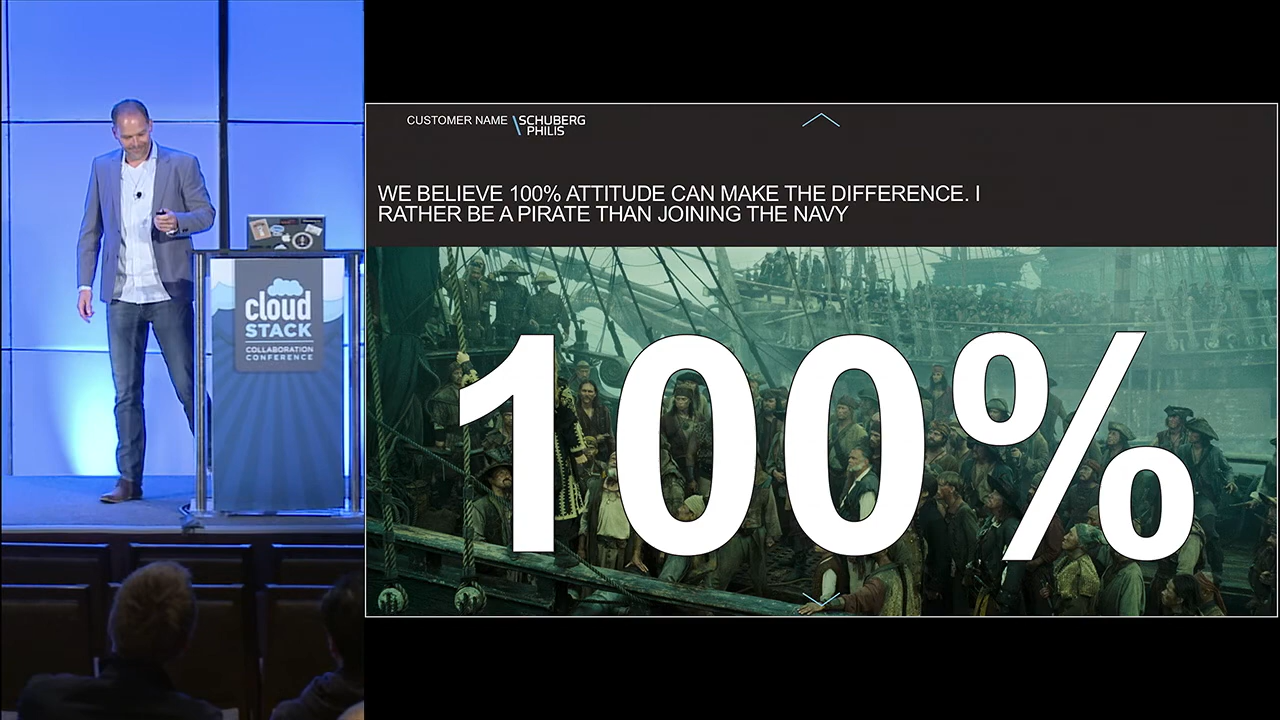 cloud
STACK
COLLABORATION
CONFERENCE
CUSTOMER NAME
SCHUBERG
PHILIS
WE BELIEVE 100% ATTITUDE CAN MAKE THE DIFFERENCE. I
RATHER BE A PIRATE THAN JOINING THE NAVY
100%